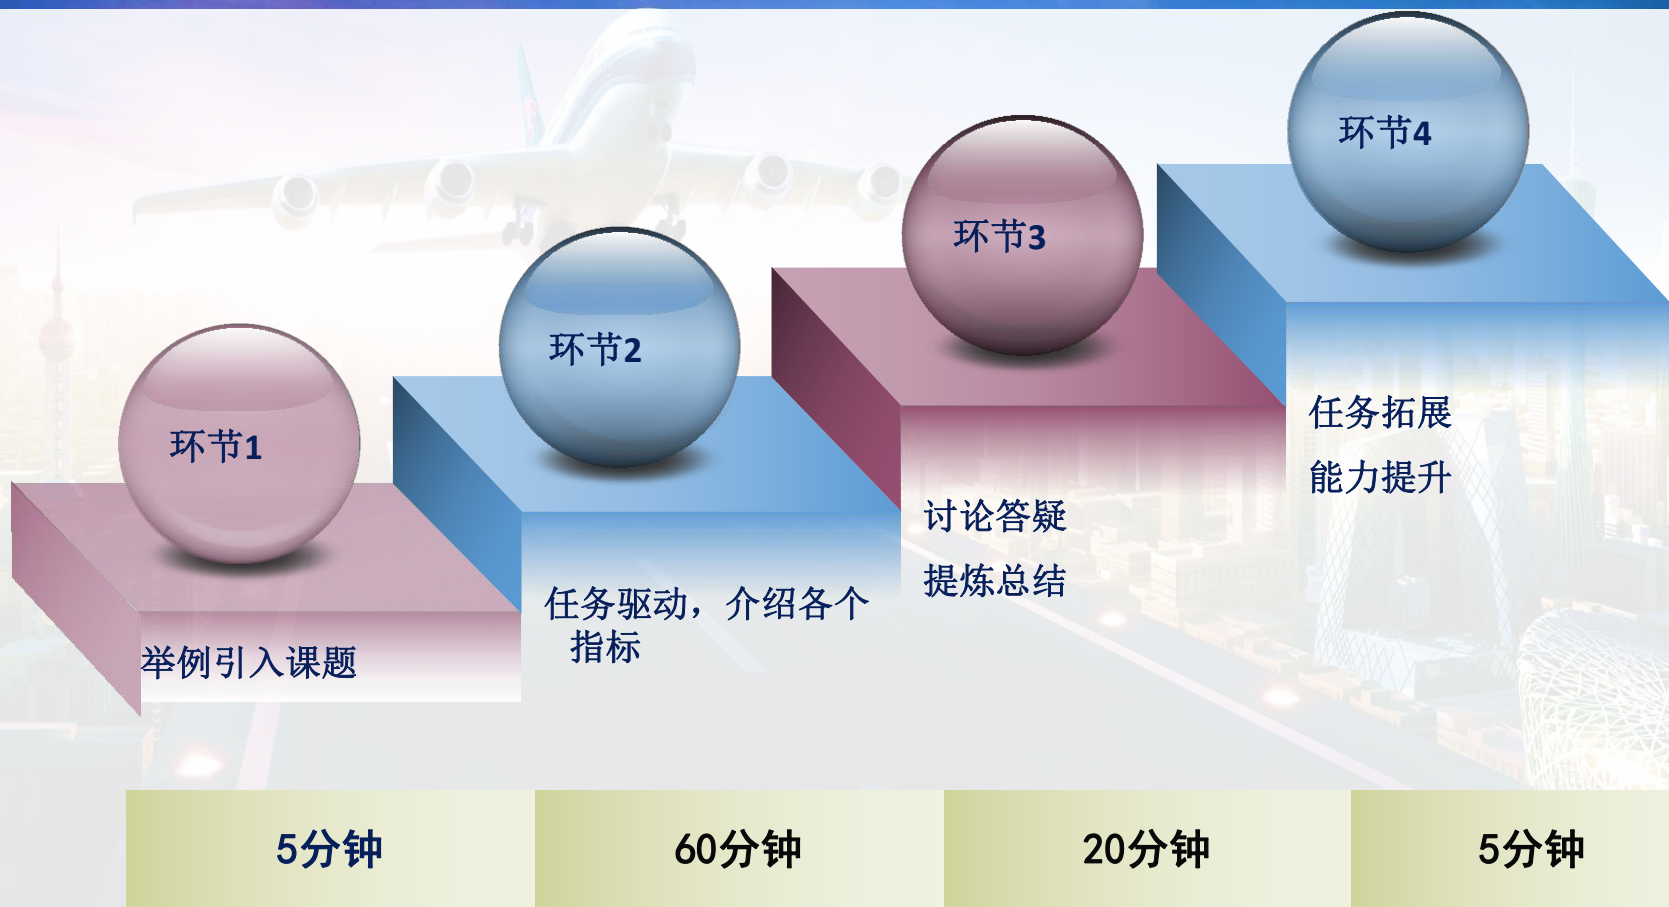 环节1
举例引入课题
环节2
任务驱动，介绍各个
指标
环节3
讨论答疑
提炼总结
环节4
任务拓展
能力提升
5分钟
60分钟
20分钟
5分钟